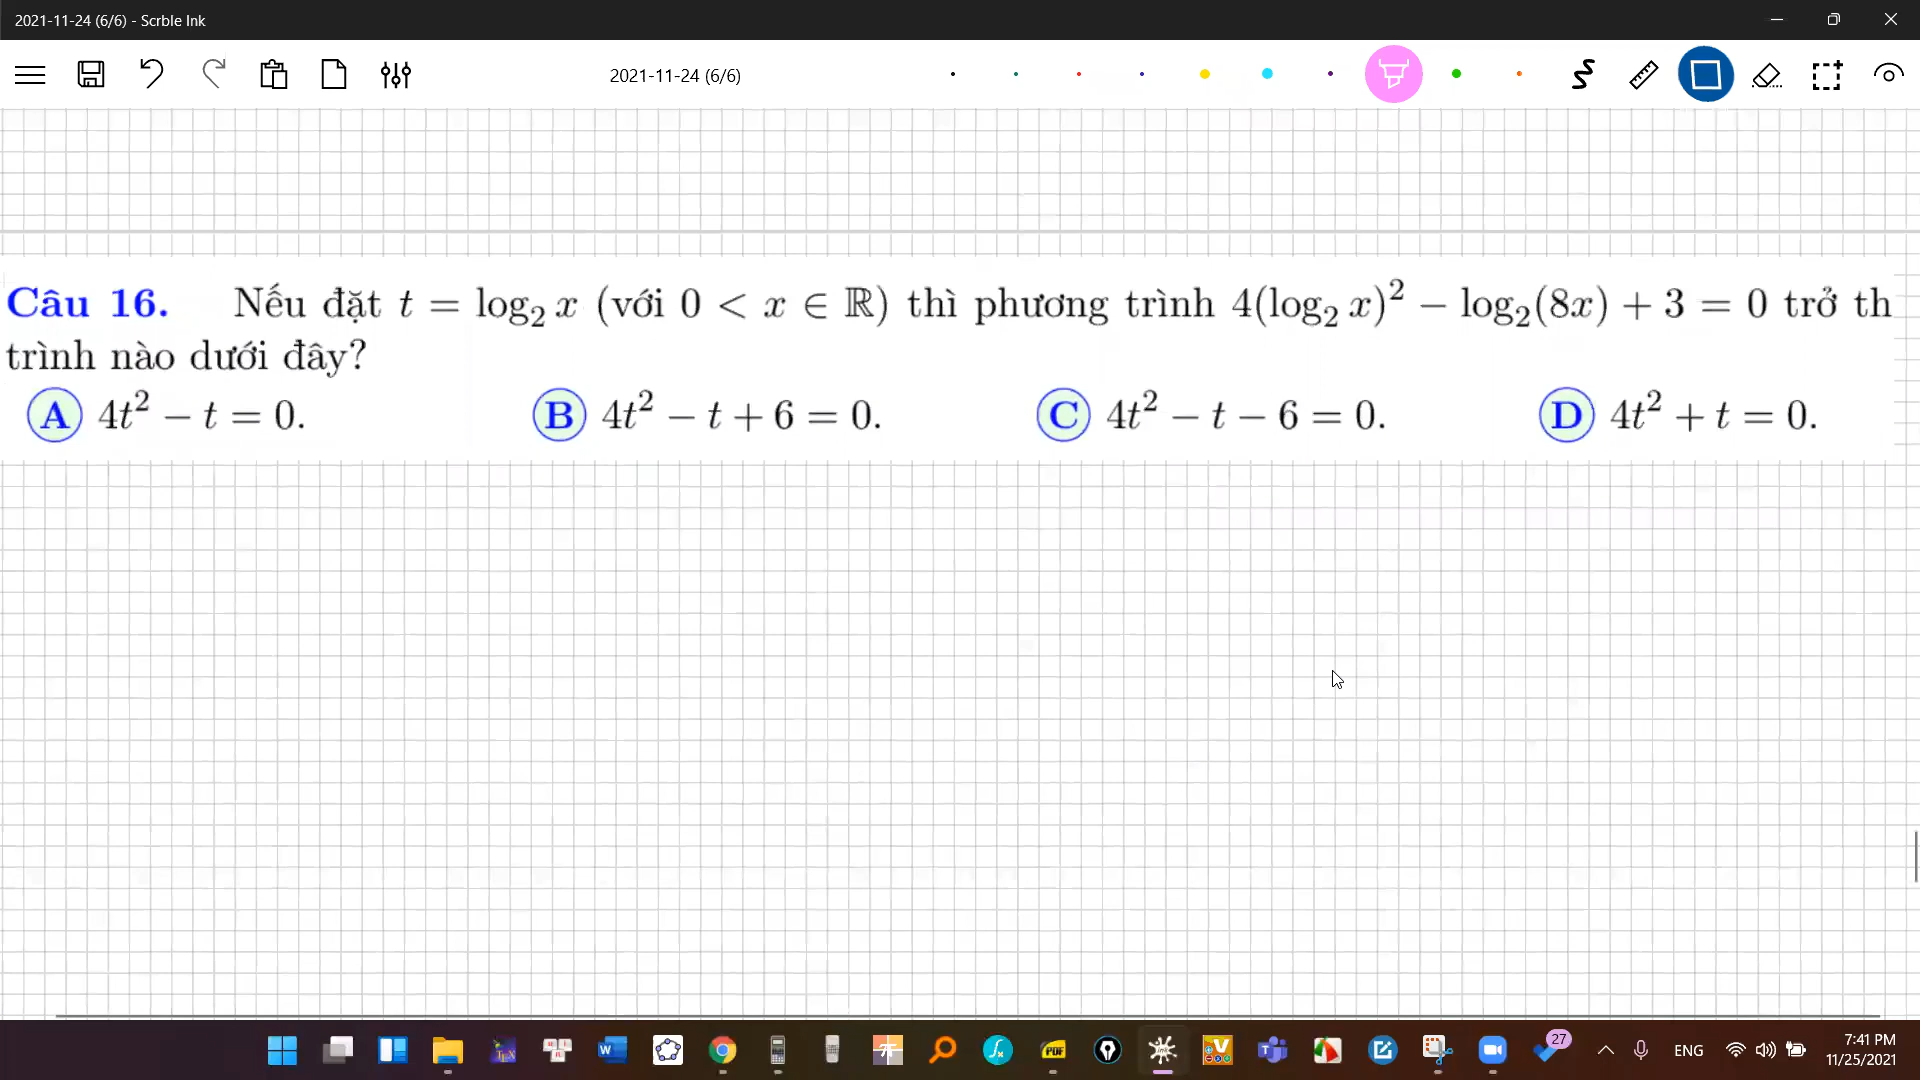 2021-11-24 (6/6) - Scrble Ink
2021-11-24 (6/6)
Câu 16. Nếu đặt t = log₂ x (với 0 < x ∈ ℝ) thì phương trình 4(log₂ x)² − log₂(8x) + 3 = 0 trở th
trình nào dưới đây?
A 4t² − t = 0. B 4t² − t + 6 = 0. C 4t² − t − 6 = 0. D 4t² + t = 0.
27
ENG
7:41 PM
11/25/2021